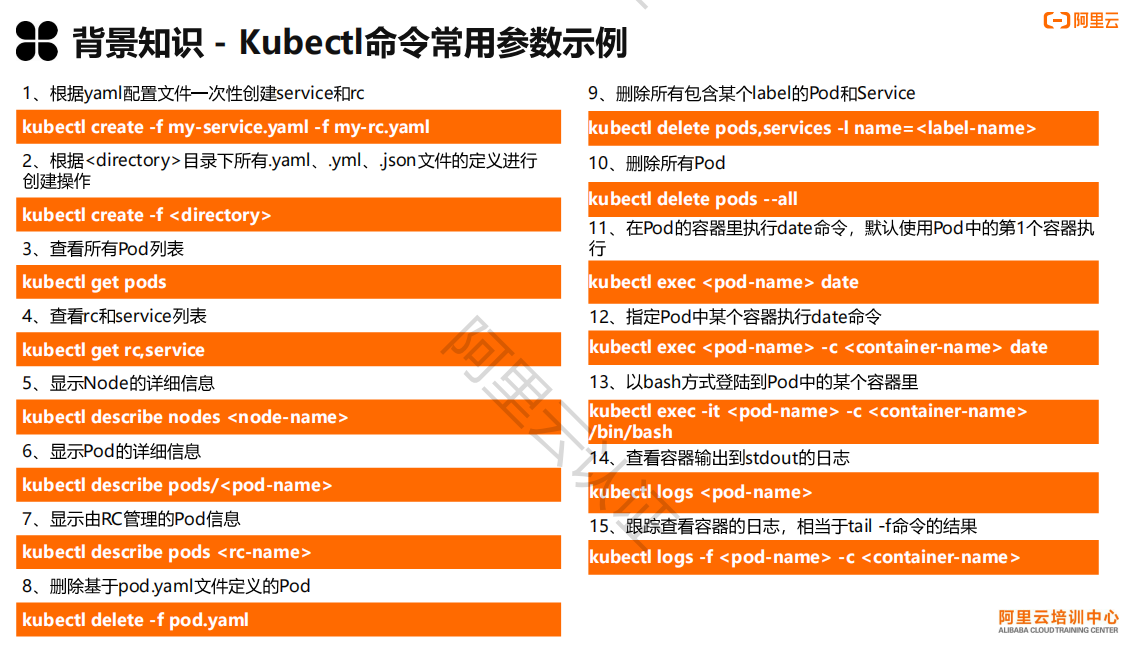 背景知识 - Kubectl命令常用参数示例
阿里云
1、根据yaml配置文件一次性创建service和rc
kubectl create -f my-service.yaml -f my-rc.yaml
2、根据<directory>目录下所有.yaml、.yml、.json文件的定义进行
创建操作
kubectl create -f <directory>
3、查看所有Pod列表
kubectl get pods
4、查看rc和service列表
kubectl get rc,service
5、显示Node的详细信息
kubectl describe nodes <node-name>
6、显示Pod的详细信息
kubectl describe pods/<pod-name>
7、显示由RC管理的Pod信息
kubectl describe pods <rc-name>
8、删除基于pod.yaml文件定义的Pod
kubectl delete -f pod.yaml
9、删除所有包含某个label的Pod和Service
kubectl delete pods,services -l name=<label-name>
10、删除所有Pod
kubectl delete pods --all
11、在Pod的容器里执行date命令，默认使用Pod中的第1个容器执
行
kubectl exec <pod-name> date
12、指定Pod中某个容器执行date命令
kubectl exec <pod-name> -c <container-name> date
13、以bash方式登陆到Pod中的某个容器里
kubectl exec -it <pod-name> -c <container-name>
/bin/bash
14、查看容器输出到stdout的日志
kubectl logs <pod-name>
15、跟踪查看容器的日志，相当于tail -f命令的结果
kubectl logs -f <pod-name> -c <container-name>
阿里云认证
阿里云培训中心
ALIBABA CLOUD TRAINING CENTER